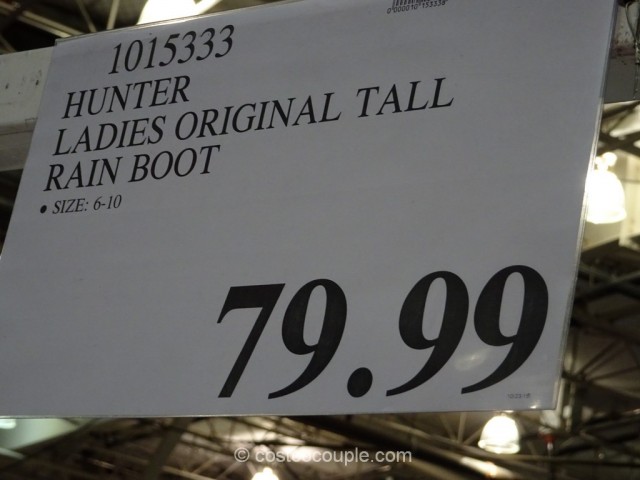 1015333
HUNTER
LADIES ORIGINAL TALL
RAIN BOOT
• SIZE: 6-10
79.99
© costcocouple.com